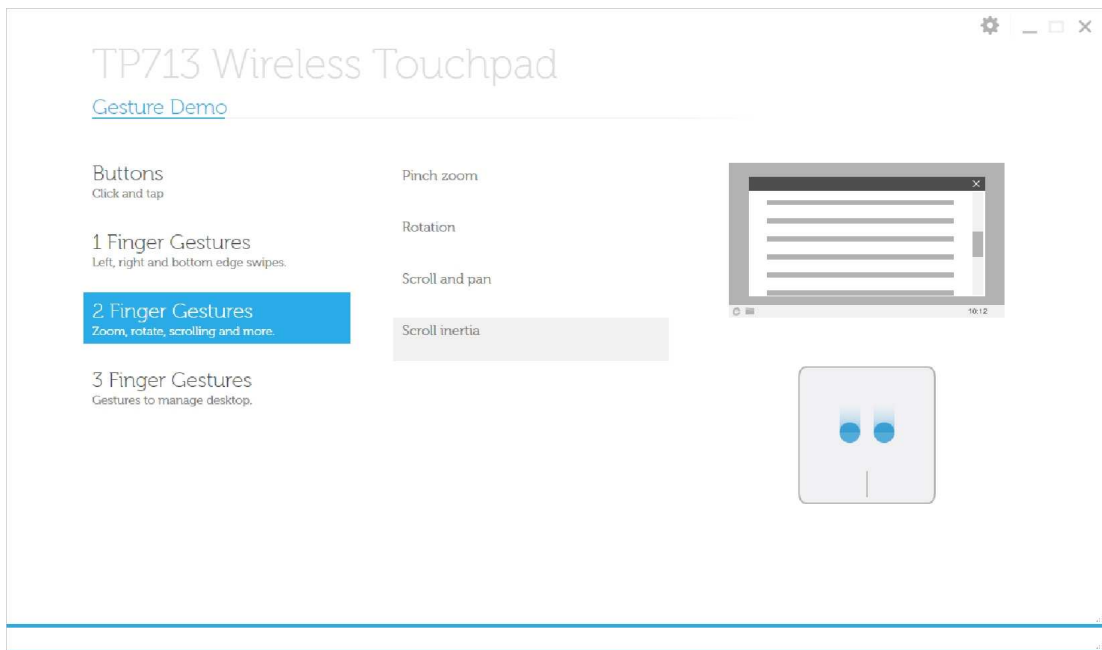 TP713 Wireless Touchpad
Gesture Demo
Buttons
Click and tap
1 Finger Gestures
Left, right and bottom edge swipes.
2 Finger Gestures
Zoom, rotate, scrolling and more.
3 Finger Gestures
Gestures to manage desktop.
Pinch zoom
Rotation
Scroll and pan
Scroll inertia
10:12